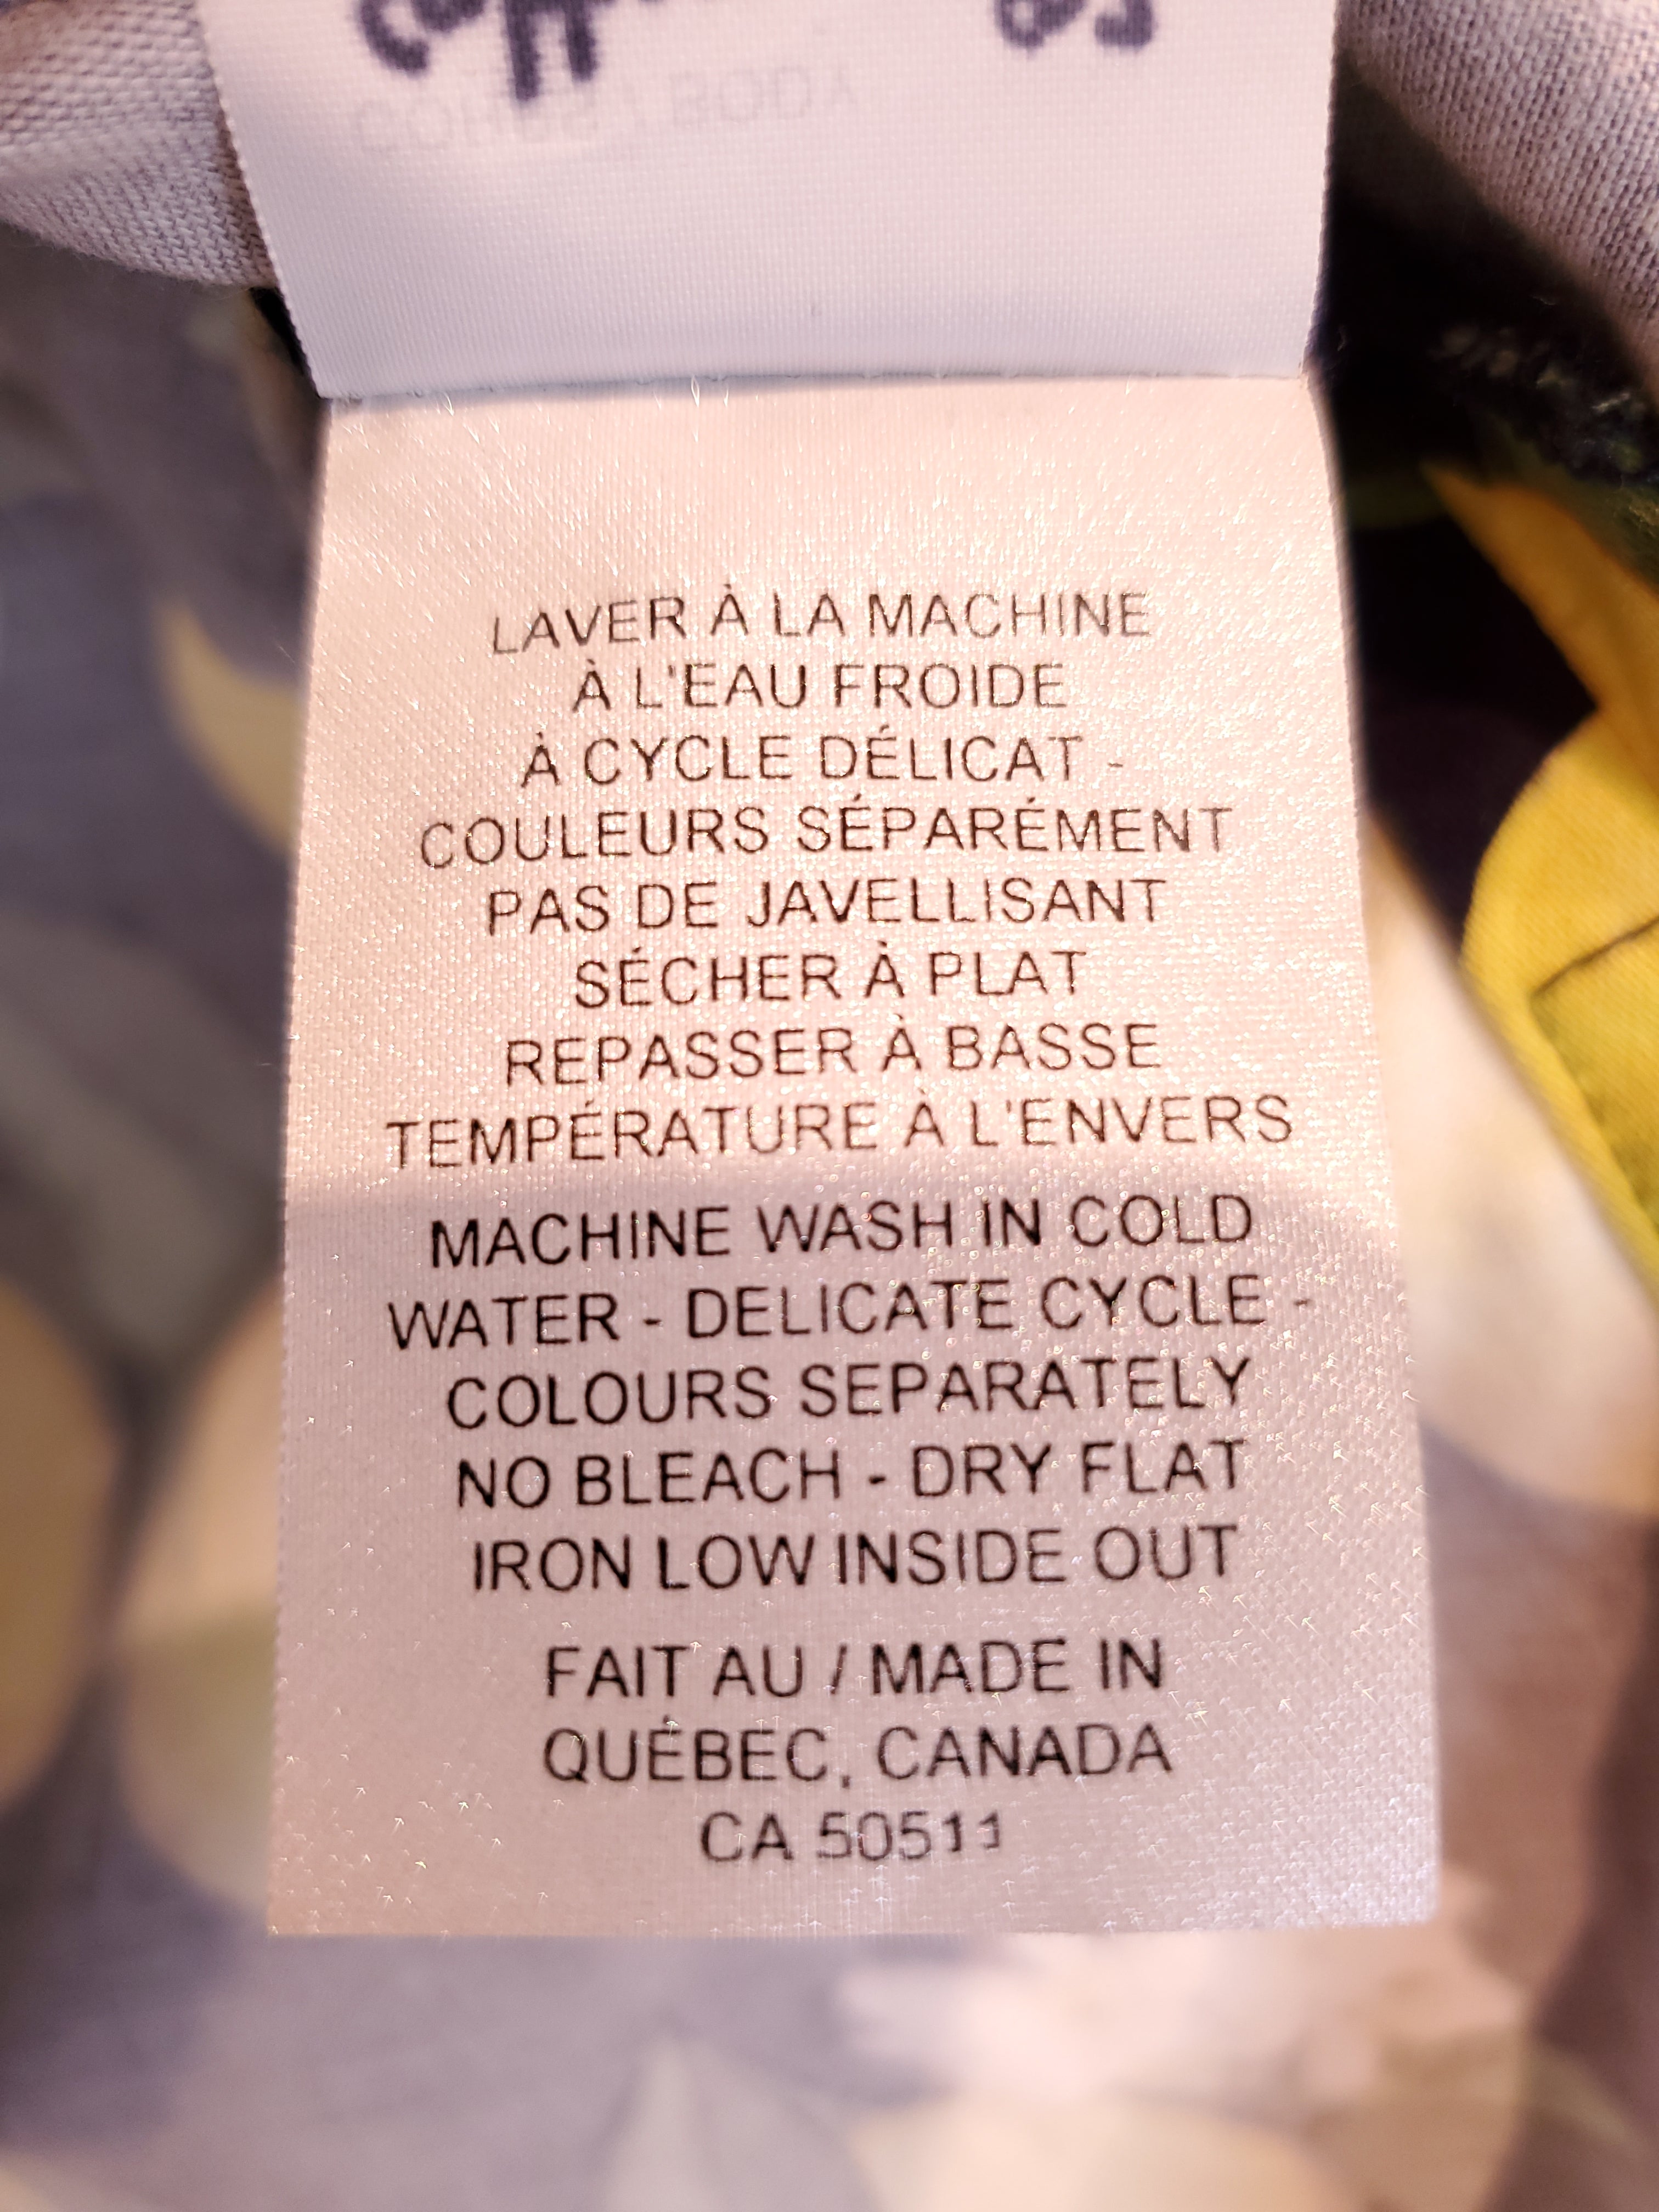 LAVER À LA MACHINE
À L'EAU FROIDE
À CYCLE DÉLICAT -
COULEURS SÉPARÉMENT
PAS DE JAVELLISANT
SÉCHER À PLAT
REPASSER À BASSE
TEMPÉRATURE À L'ENVERS
MACHINE WASH IN COLD
WATER - DELICATE CYCLE -
COLOURS SEPARATELY
NO BLEACH - DRY FLAT
IRON LOW INSIDE OUT
FAIT AU / MADE IN
QUÉBEC, CANADA
CA 50511